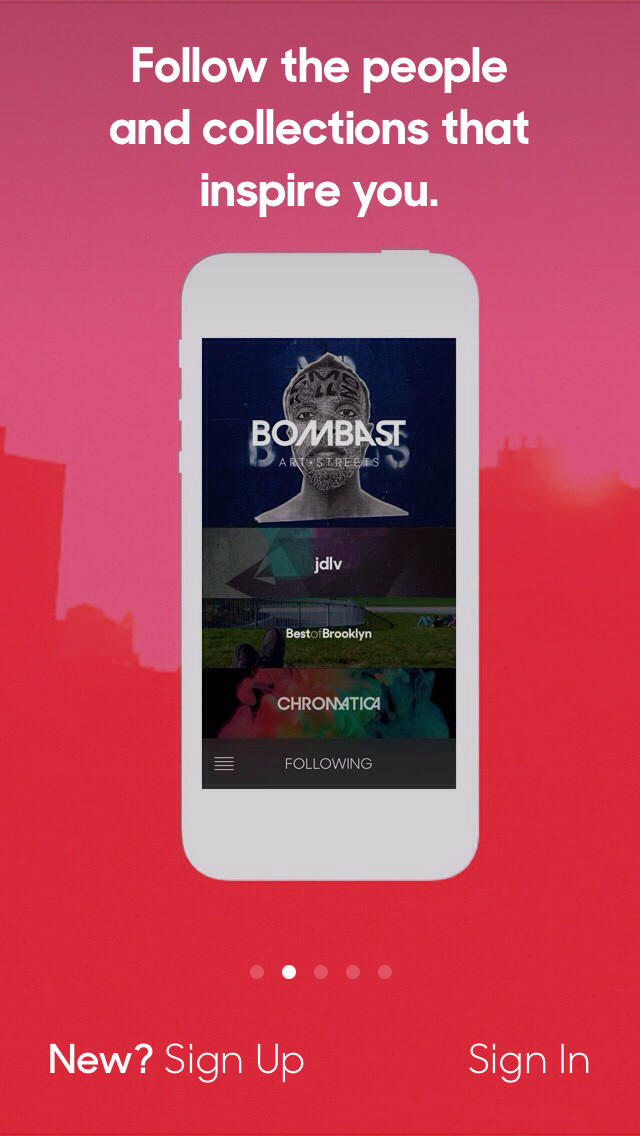 Follow the people
and collections that
inspire you.
BOMBAST
ART•STREETS
jdlv
BestofBrooklyn
CHROMATICA
FOLLOWING
New? Sign Up
Sign In